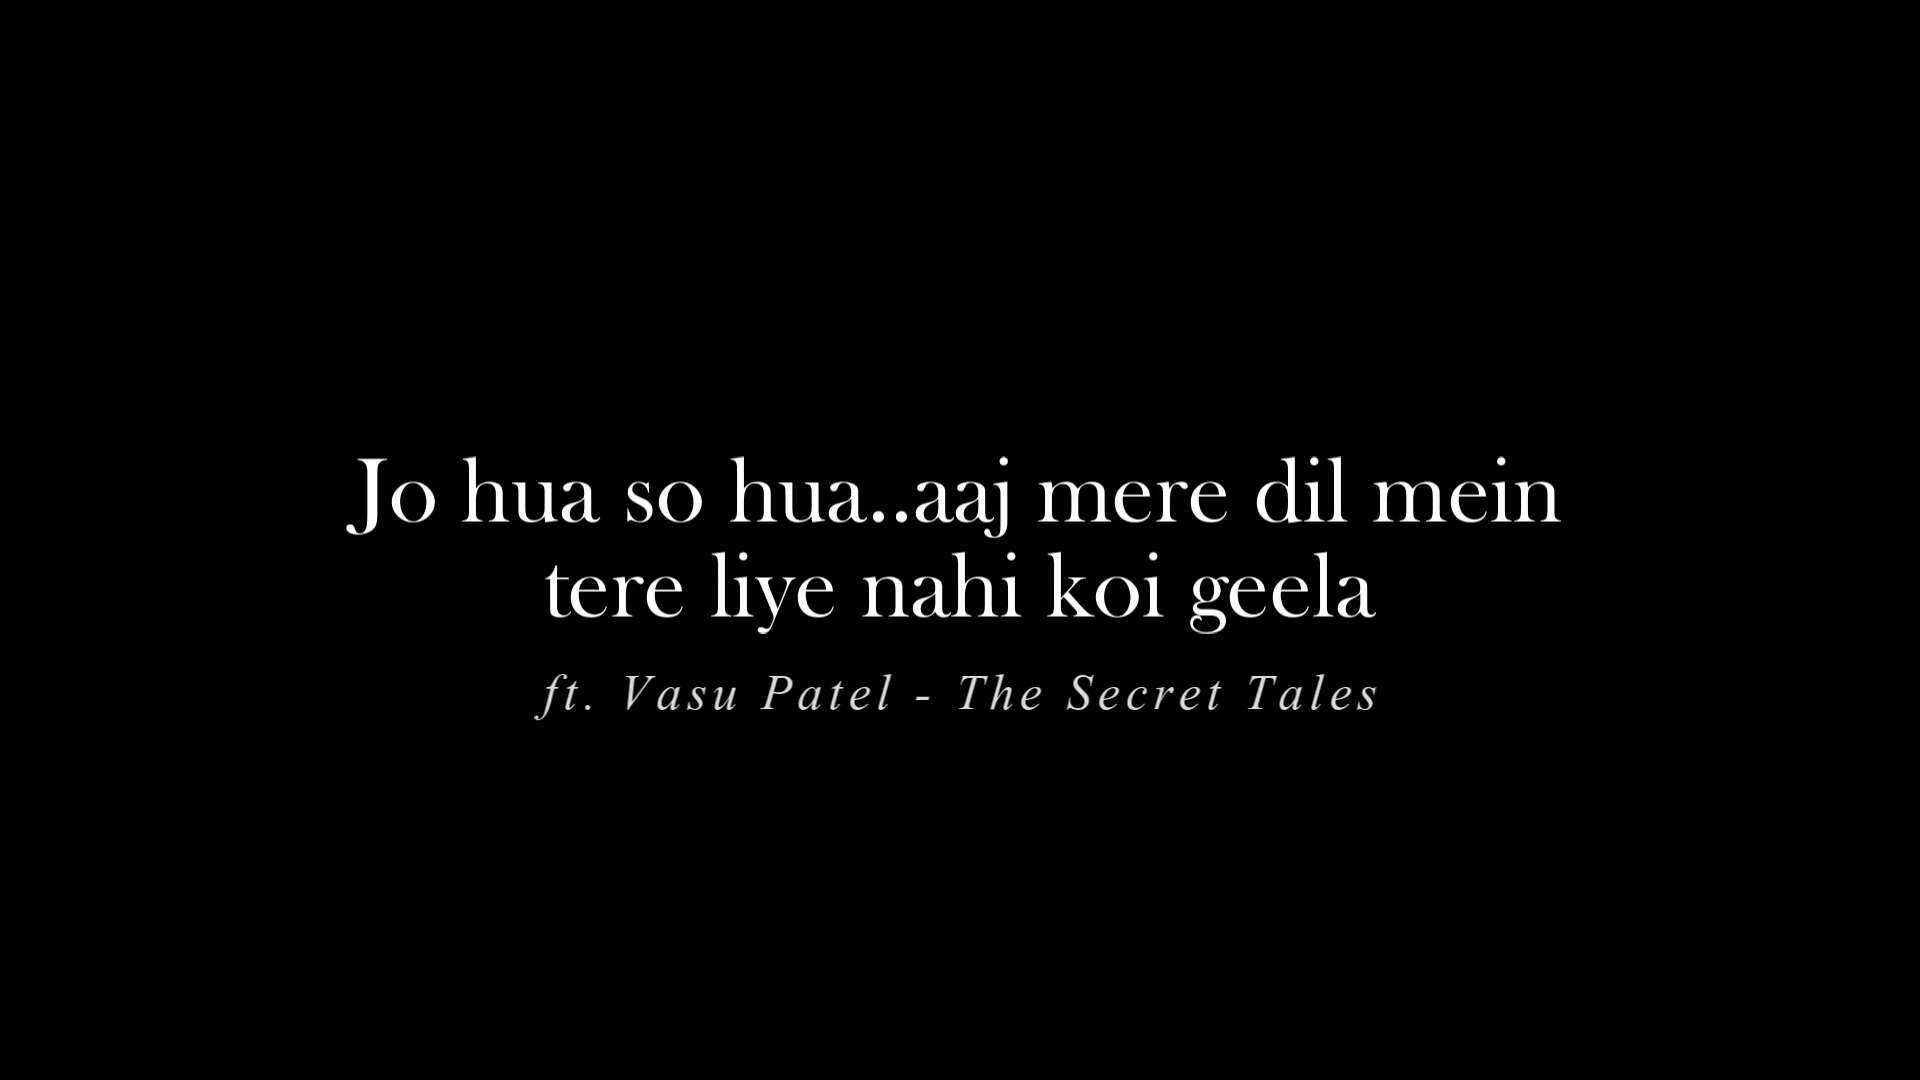 Jo hua so hua..aaj mere dil mein
tere liye nahi koi geela
ft. Vasu Patel - The Secret Tales